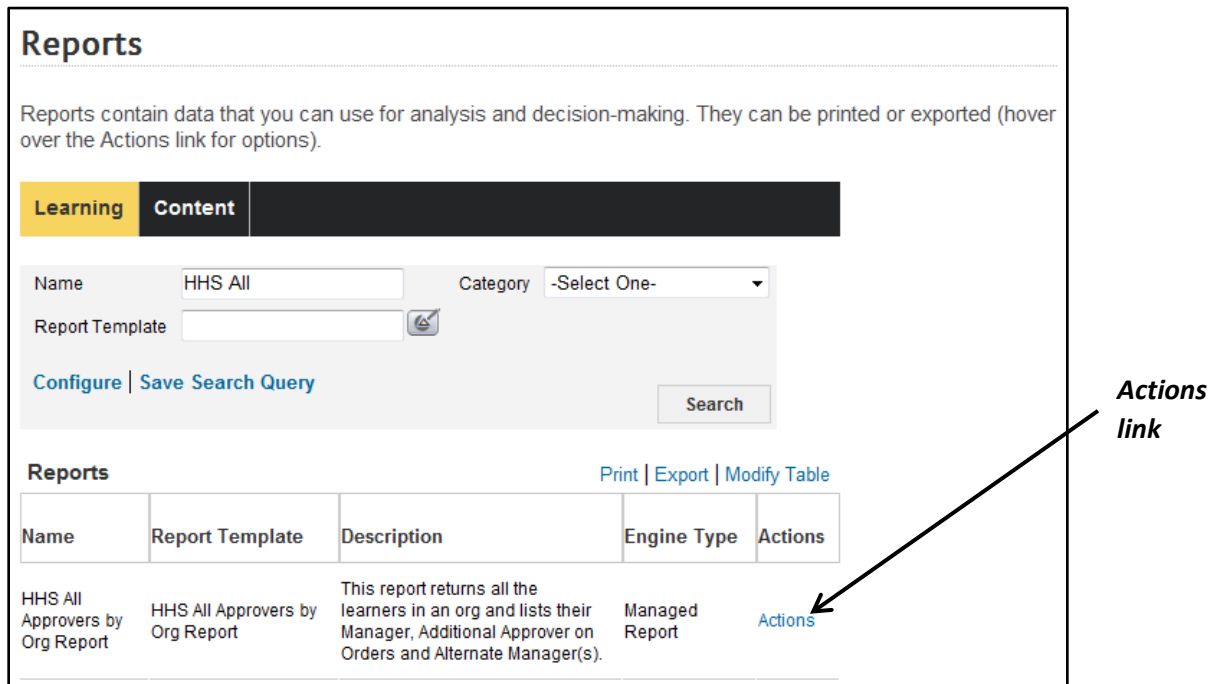 Reports
Reports contain data that you can use for analysis and decision-making. They can be printed or exported (hover
over the Actions link for options).
Learning Content
Name HHS All Category -Select One-
Report Template
Configure | Save Search Query
Search
Actions
link
Reports Print | Export | Modify Table
Name Report Template Description Engine Type Actions
HHS All
Approvers by
Org Report
HHS All Approvers by
Org Report
This report returns all the
learners in an org and lists their
Manager, Additional Approver on
Orders and Alternate Manager(s).
Managed
Report
Actions